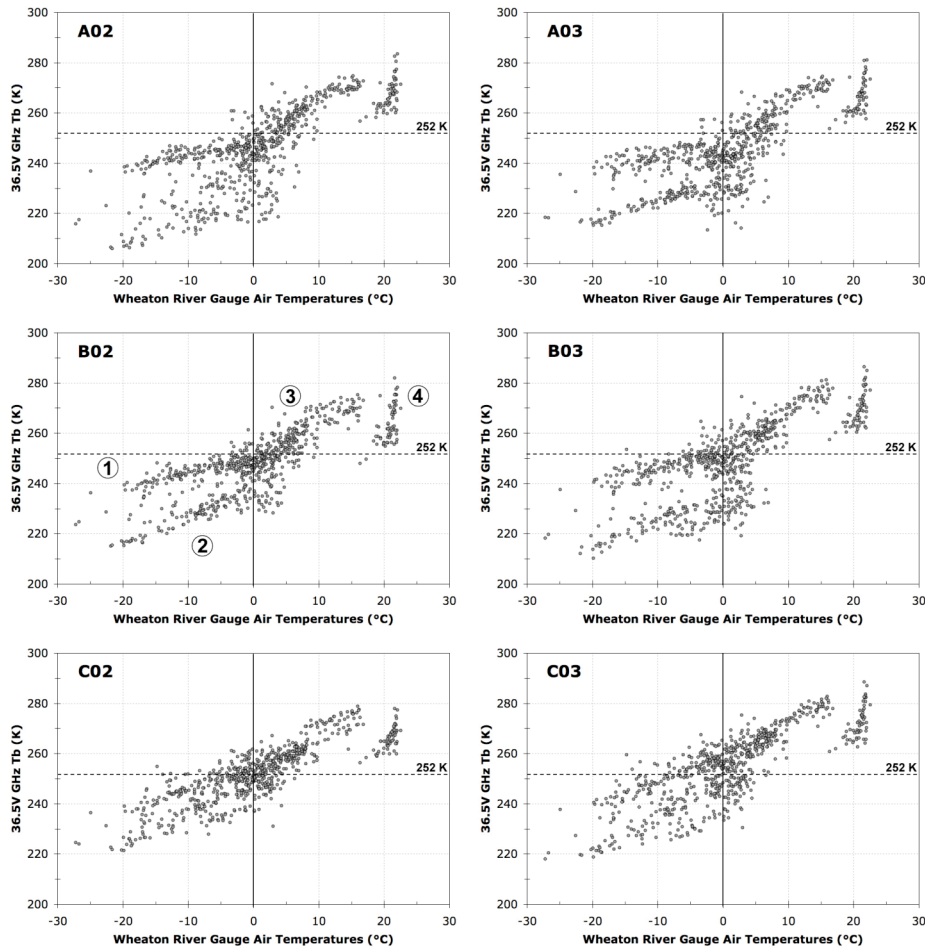 A02
36.5V GHz Tb (K)
300
280
260
240
220
200
252 K
-30 -20 -10 0 10 20 30
Wheaton River Gauge Air Temperatures (°C)
A03
36.5V GHz Tb (K)
300
280
260
240
220
200
252 K
-30 -20 -10 0 10 20 30
Wheaton River Gauge Air Temperatures (°C)
B02
36.5V GHz Tb (K)
300
280
260
240
220
200
1
2
3
4
252 K
-30 -20 -10 0 10 20 30
Wheaton River Gauge Air Temperatures (°C)
B03
36.5V GHz Tb (K)
300
280
260
240
220
200
252 K
-30 -20 -10 0 10 20 30
Wheaton River Gauge Air Temperatures (°C)
C02
36.5V GHz Tb (K)
300
280
260
240
220
200
252 K
-30 -20 -10 0 10 20 30
Wheaton River Gauge Air Temperatures (°C)
C03
36.5V GHz Tb (K)
300
280
260
240
220
200
252 K
-30 -20 -10 0 10 20 30
Wheaton River Gauge Air Temperatures (°C)